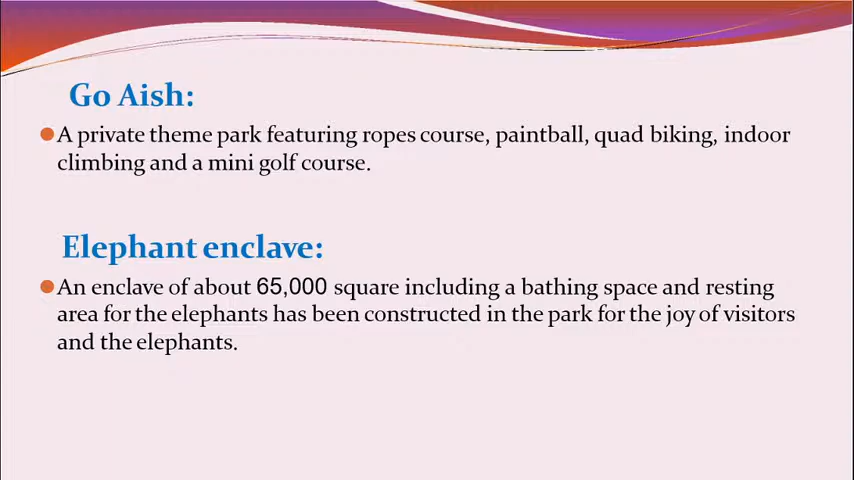 Go Aish:
A private theme park featuring ropes course, paintball, quad biking, indoor
climbing and a mini golf course.
Elephant enclave:
An enclave of about 65,000 square including a bathing space and resting
area for the elephants has been constructed in the park for the joy of visitors
and the elephants.